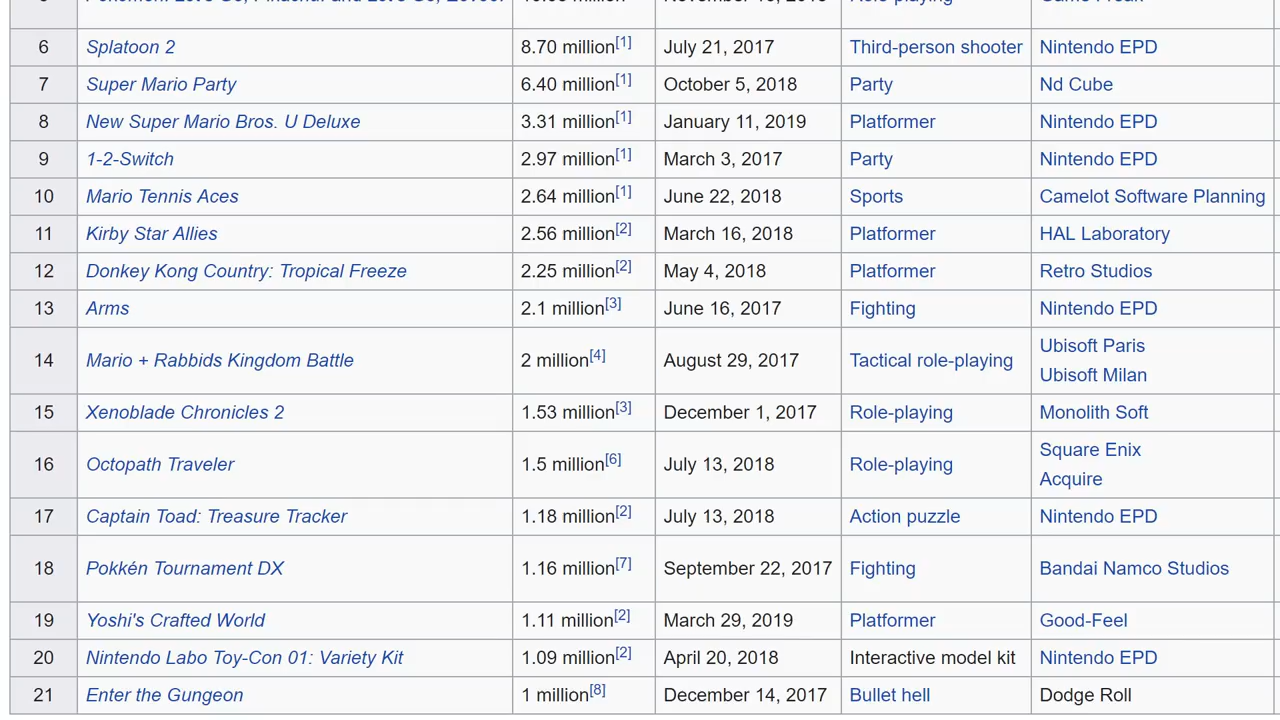 6 Splatoon 2 8.70 million[1] July 21, 2017 Third-person shooter Nintendo EPD
7 Super Mario Party 6.40 million[1] October 5, 2018 Party Nd Cube
8 New Super Mario Bros. U Deluxe 3.31 million[1] January 11, 2019 Platformer Nintendo EPD
9 1-2-Switch 2.97 million[1] March 3, 2017 Party Nintendo EPD
10 Mario Tennis Aces 2.64 million[1] June 22, 2018 Sports Camelot Software Planning
11 Kirby Star Allies 2.56 million[2] March 16, 2018 Platformer HAL Laboratory
12 Donkey Kong Country: Tropical Freeze 2.25 million[2] May 4, 2018 Platformer Retro Studios
13 Arms 2.1 million[3] June 16, 2017 Fighting Nintendo EPD
14 Mario + Rabbids Kingdom Battle 2 million[4] August 29, 2017 Tactical role-playing Ubisoft Paris
Ubisoft Milan
15 Xenoblade Chronicles 2 1.53 million[3] December 1, 2017 Role-playing Monolith Soft
16 Octopath Traveler 1.5 million[6] July 13, 2018 Role-playing Square Enix
Acquire
17 Captain Toad: Treasure Tracker 1.18 million[2] July 13, 2018 Action puzzle Nintendo EPD
18 Pokkén Tournament DX 1.16 million[7] September 22, 2017 Fighting Bandai Namco Studios
19 Yoshi's Crafted World 1.11 million[2] March 29, 2019 Platformer Good-Feel
20 Nintendo Labo Toy-Con 01: Variety Kit 1.09 million[2] April 20, 2018 Interactive model kit Nintendo EPD
21 Enter the Gungeon 1 million[8] December 14, 2017 Bullet hell Dodge Roll